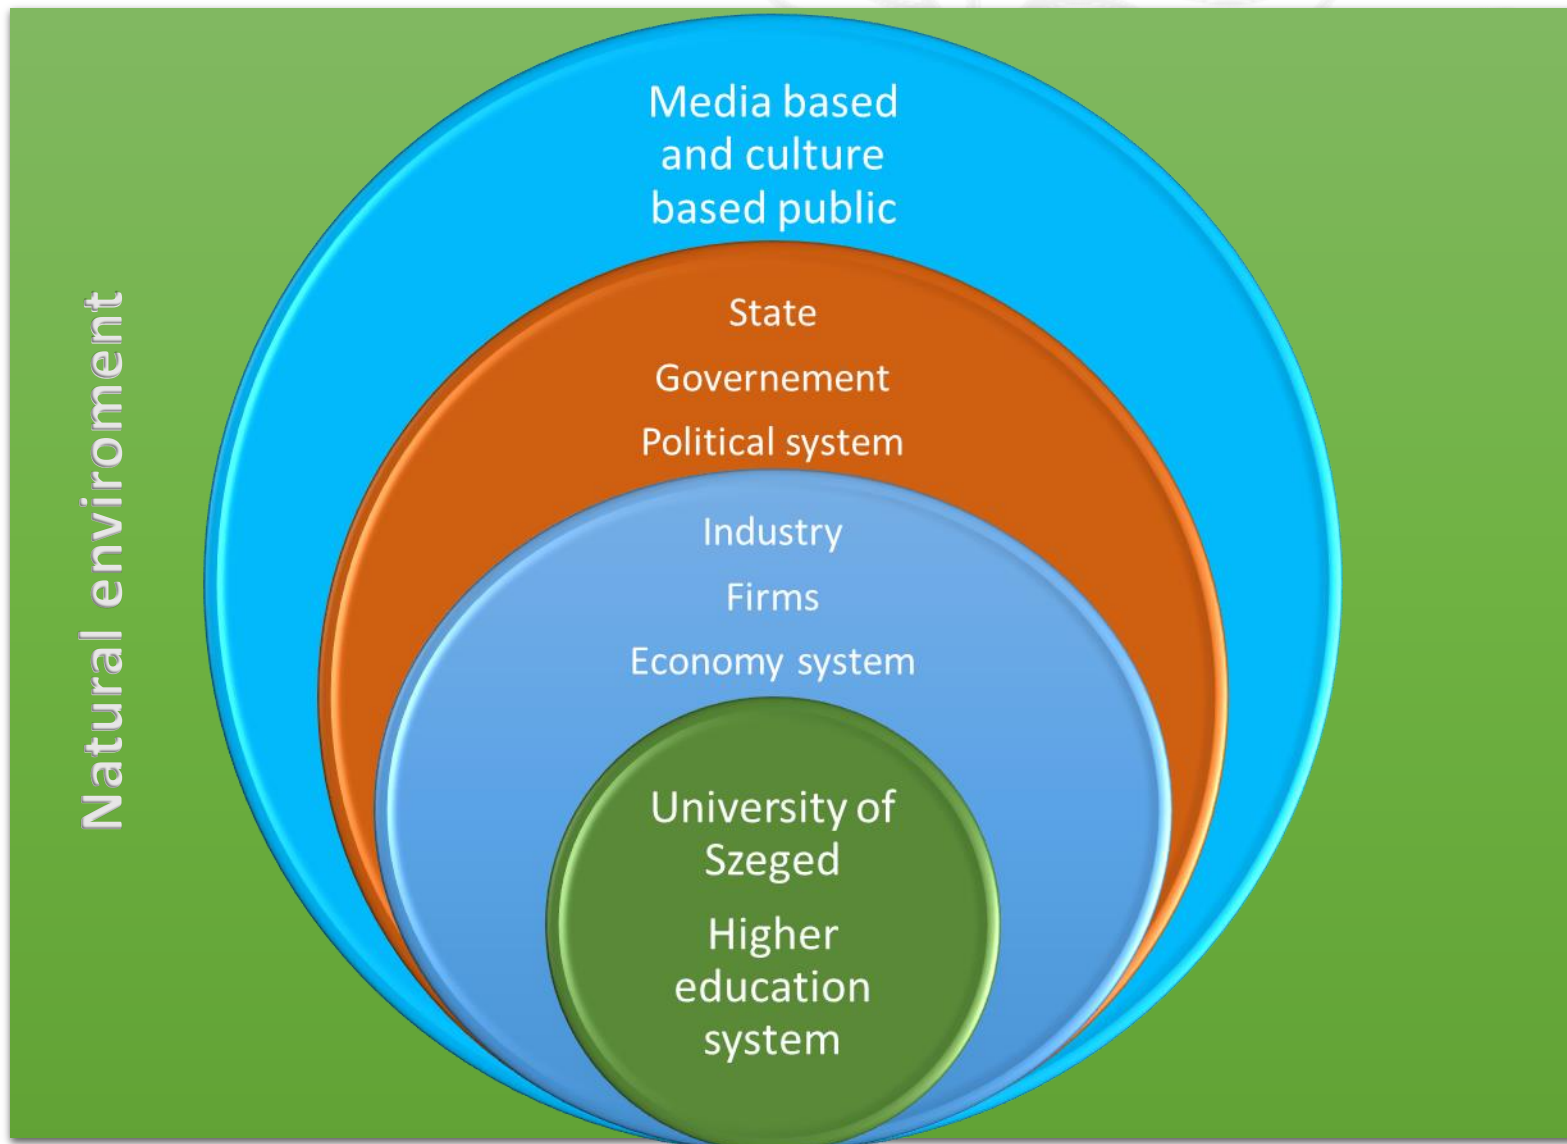 Media based
and culture
based public
State
Governement
Political system
Industry
Firms
Economy system
University of
Szeged
Higher
education
system
Natural enviroment